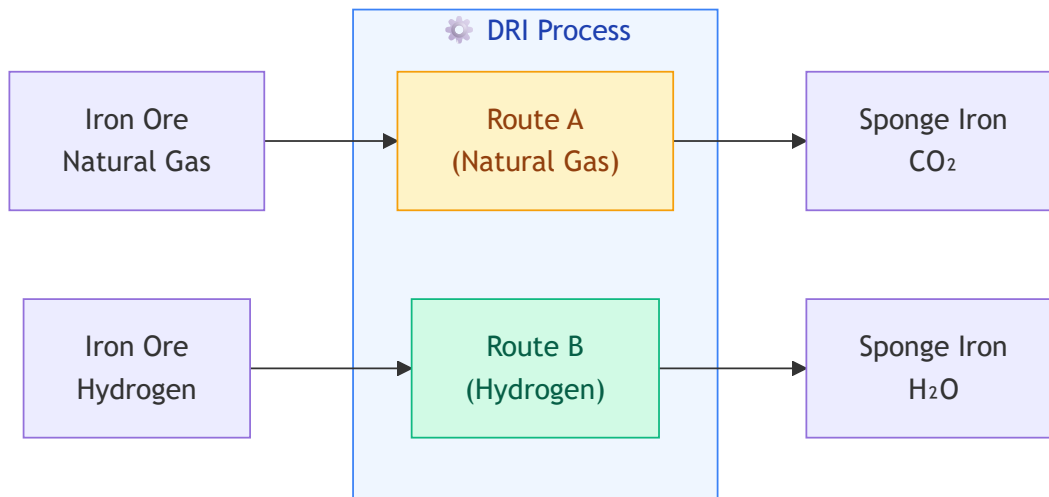 DRI Process
Iron Ore
Natural Gas
Route A
(Natural Gas)
Sponge Iron
CO₂
Iron Ore
Hydrogen
Route B
(Hydrogen)
Sponge Iron
H₂O